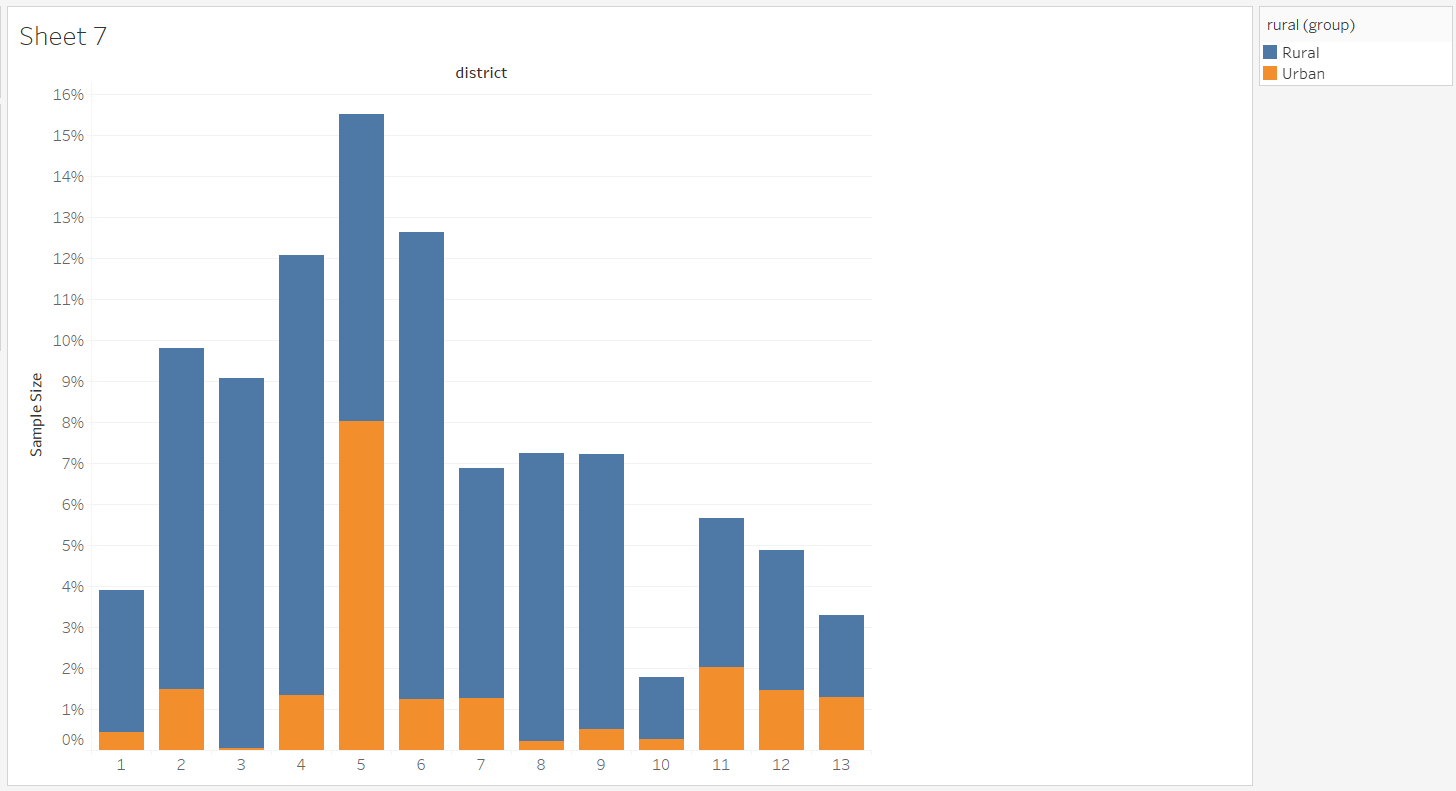 Sheet 7
district
16%
15%
14%
13%
12%
11%
10%
9%
8%
7%
6%
5%
4%
3%
2%
1%
0%
Sample Size
1 2 3 4 5 6 7 8 9 10 11 12 13
rural (group)
Rural
Urban